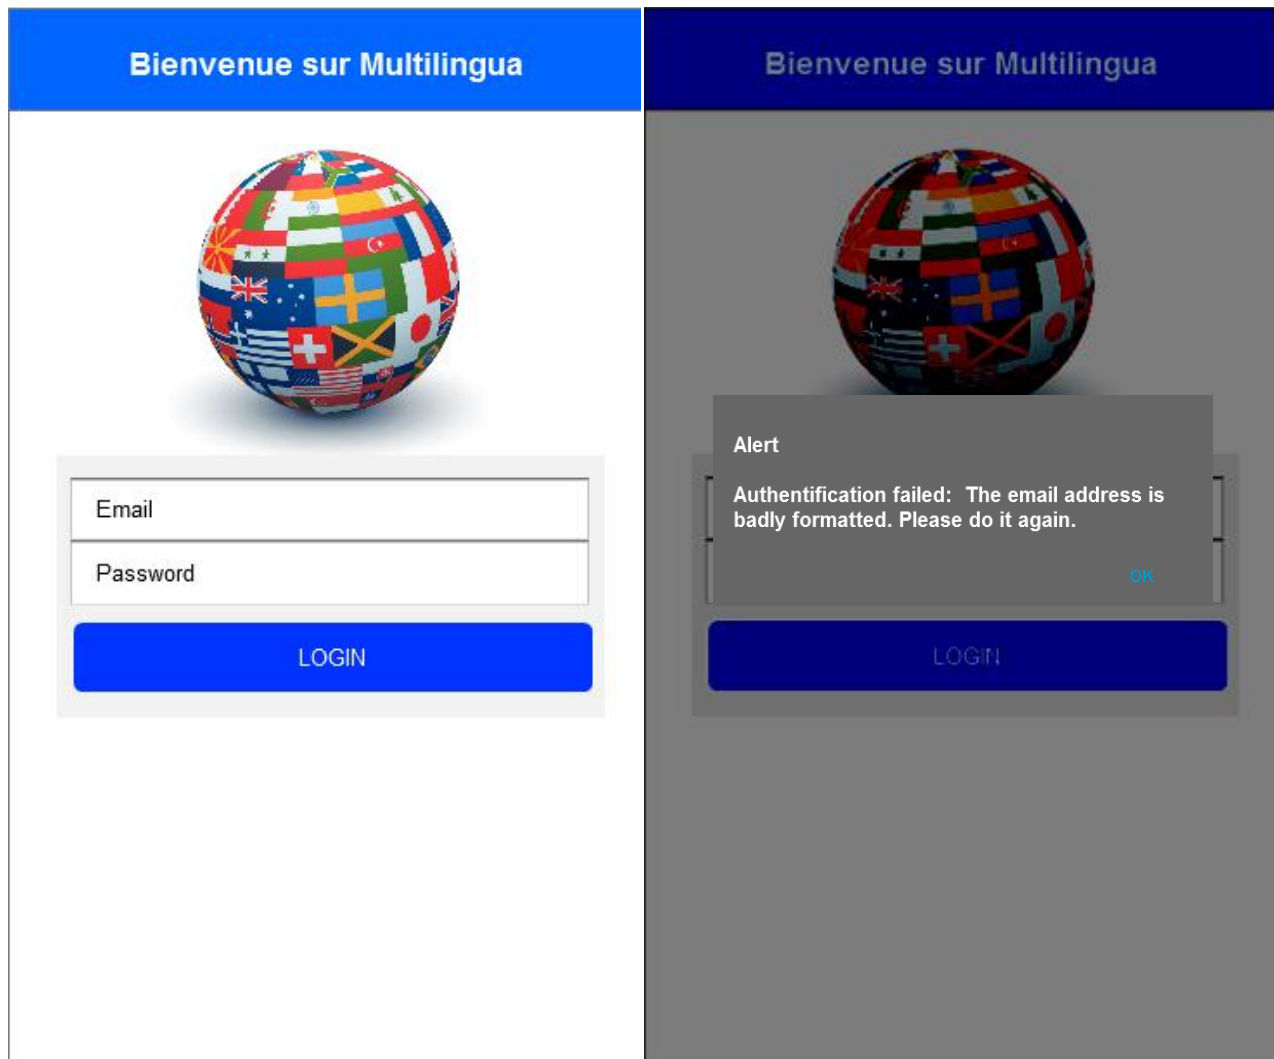 Bienvenue sur Multilingua
Email
Password
LOGIN
Bienvenue sur Multilingua
Alert
Authentification failed: The email address is
badly formatted. Please do it again.
OK
LOGIN